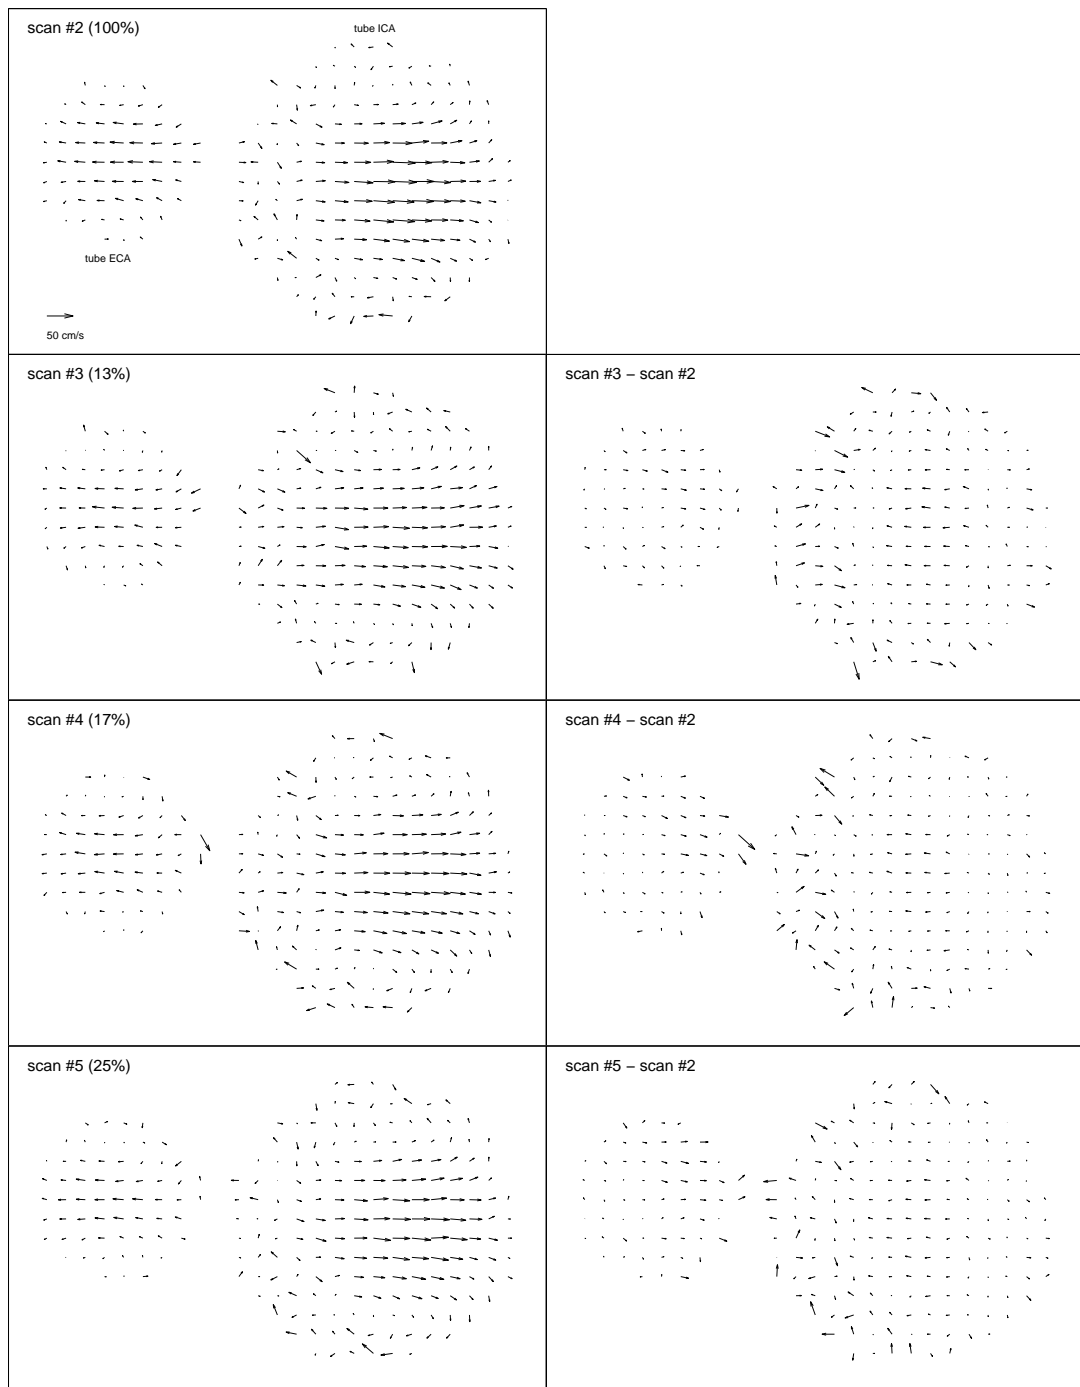 scan #2 (100%)
tube ICA
tube ECA
50 cm/s
scan #3 (13%)
scan #3 – scan #2
scan #4 (17%)
scan #4 – scan #2
scan #5 (25%)
scan #5 – scan #2